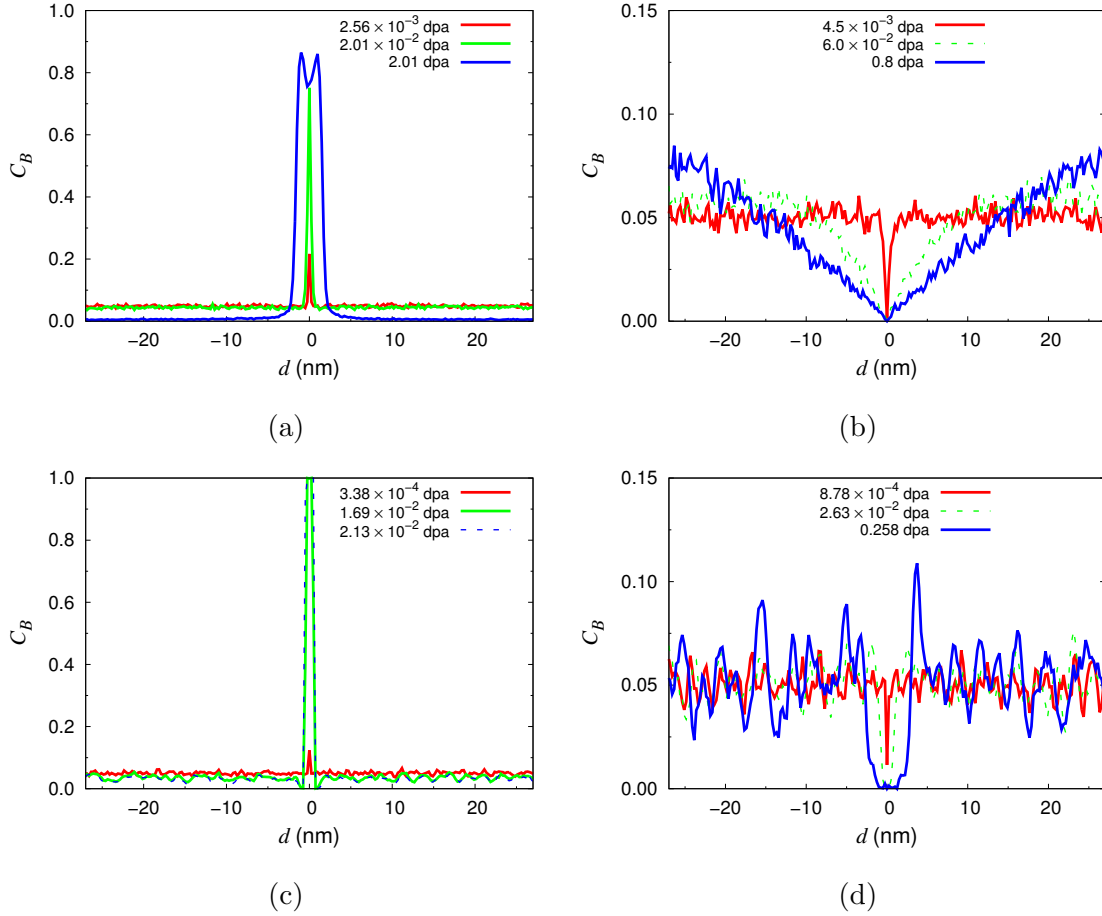 1.0
0.8
0.6
0.4
0.2
0.0
C_B
−20 −10 0 10 20
d (nm)
2.56 × 10⁻³ dpa
2.01 × 10⁻² dpa
2.01 dpa
(a)
0.15
0.10
0.05
0.00
C_B
−20 −10 0 10 20
d (nm)
4.5 × 10⁻³ dpa
6.0 × 10⁻² dpa
0.8 dpa
(b)
1.0
0.8
0.6
0.4
0.2
0.0
C_B
−20 −10 0 10 20
d (nm)
3.38 × 10⁻⁴ dpa
1.69 × 10⁻² dpa
2.13 × 10⁻² dpa
(c)
0.15
0.10
0.05
0.00
C_B
−20 −10 0 10 20
d (nm)
8.78 × 10⁻⁴ dpa
2.63 × 10⁻² dpa
0.258 dpa
(d)